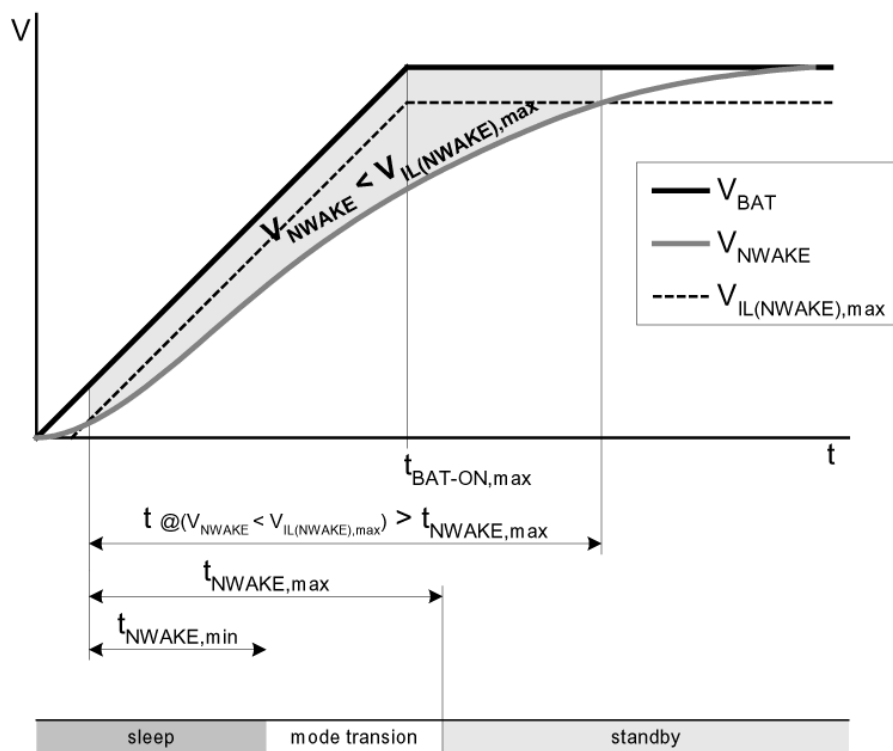 V
V_NWAKE < V_IL(NWAKE),max
V_BAT
V_NWAKE
V_IL(NWAKE),max
t_BAT-ON,max
t
t @(V_NWAKE < V_IL(NWAKE),max) > t_NWAKE,max
t_NWAKE,max
t_NWAKE,min
sleep mode transion standby